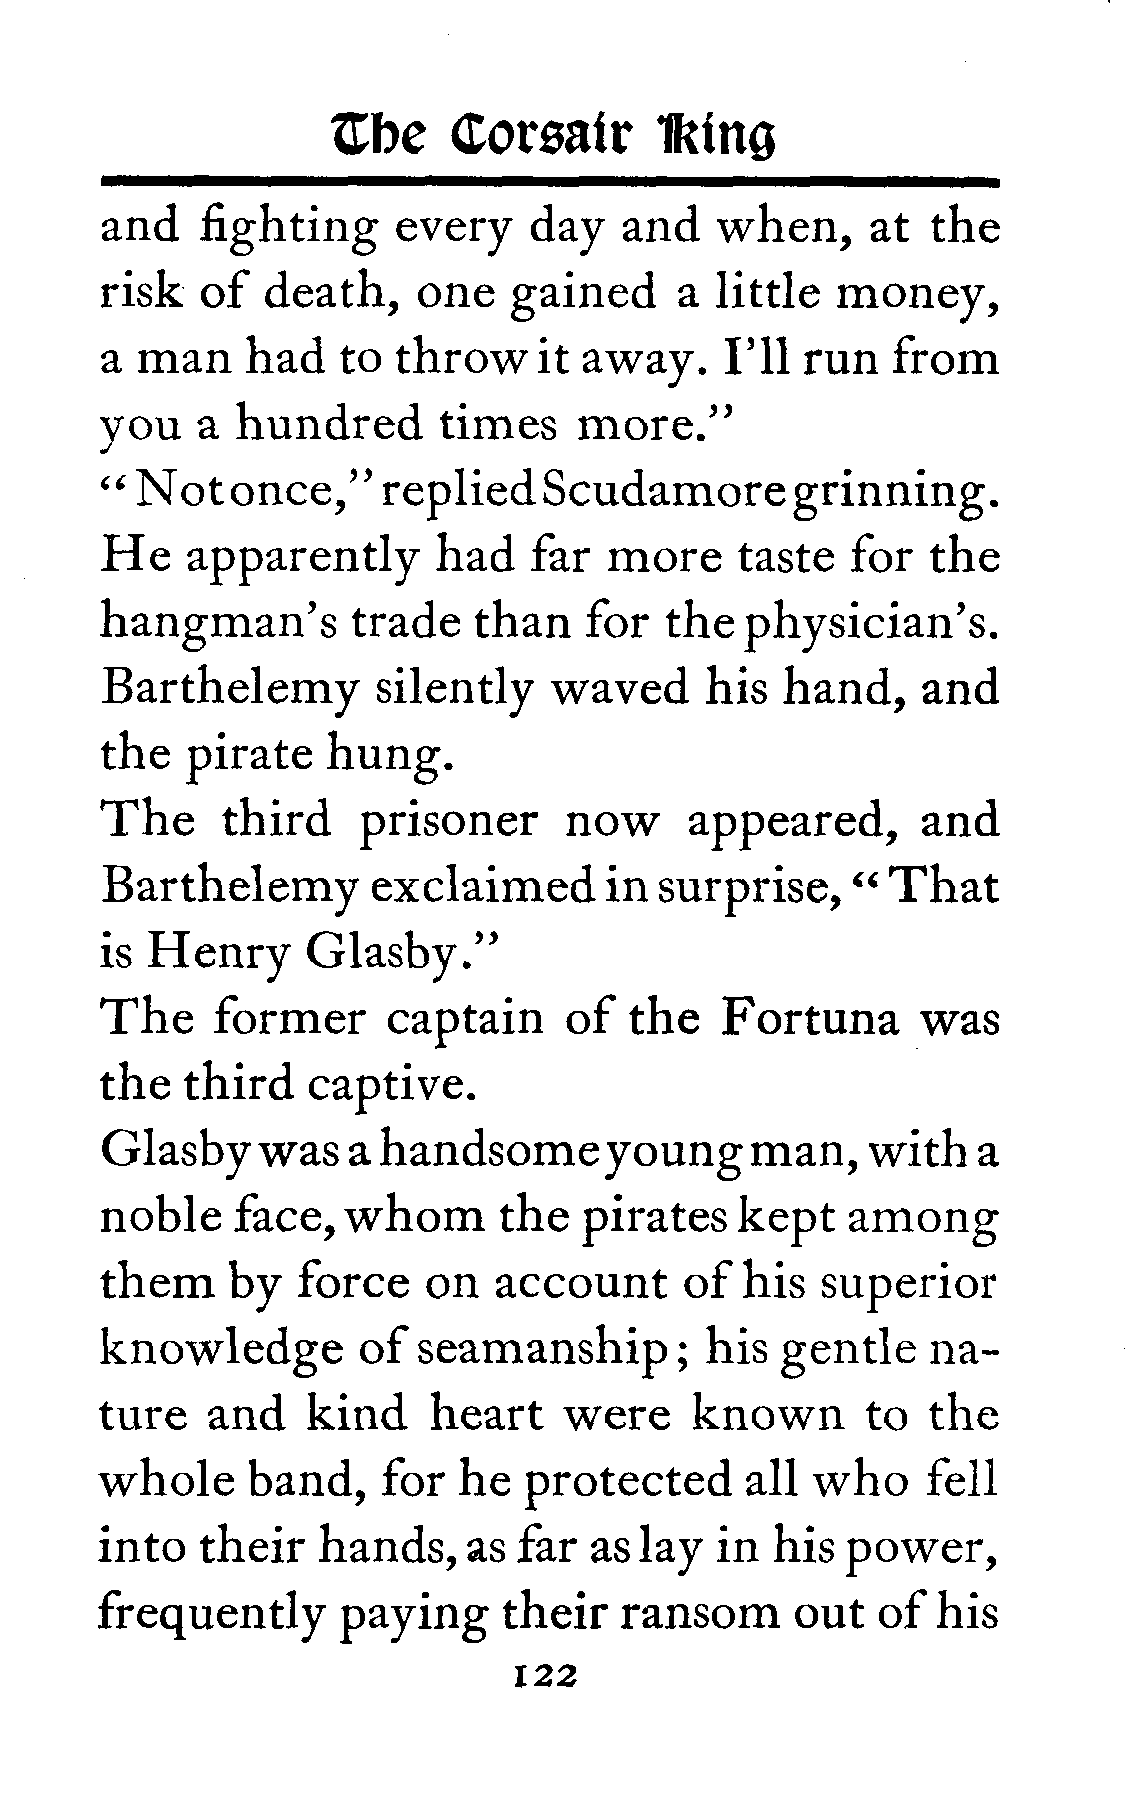 The Corsair King
and fighting every day and when, at the
risk of death, one gained a little money,
a man had to throw it away. I'll run from
you a hundred times more."
"Not once," replied Scudamore grinning.
He apparently had far more taste for the
hangman's trade than for the physician's.
Barthelemy silently waved his hand, and
the pirate hung.
The third prisoner now appeared, and
Barthelemy exclaimed in surprise, "That
is Henry Glasby."
The former captain of the Fortuna was
the third captive.
Glasby was a handsome young man, with a
noble face, whom the pirates kept among
them by force on account of his superior
knowledge of seamanship; his gentle na-
ture and kind heart were known to the
whole band, for he protected all who fell
into their hands, as far as lay in his power,
frequently paying their ransom out of his
122